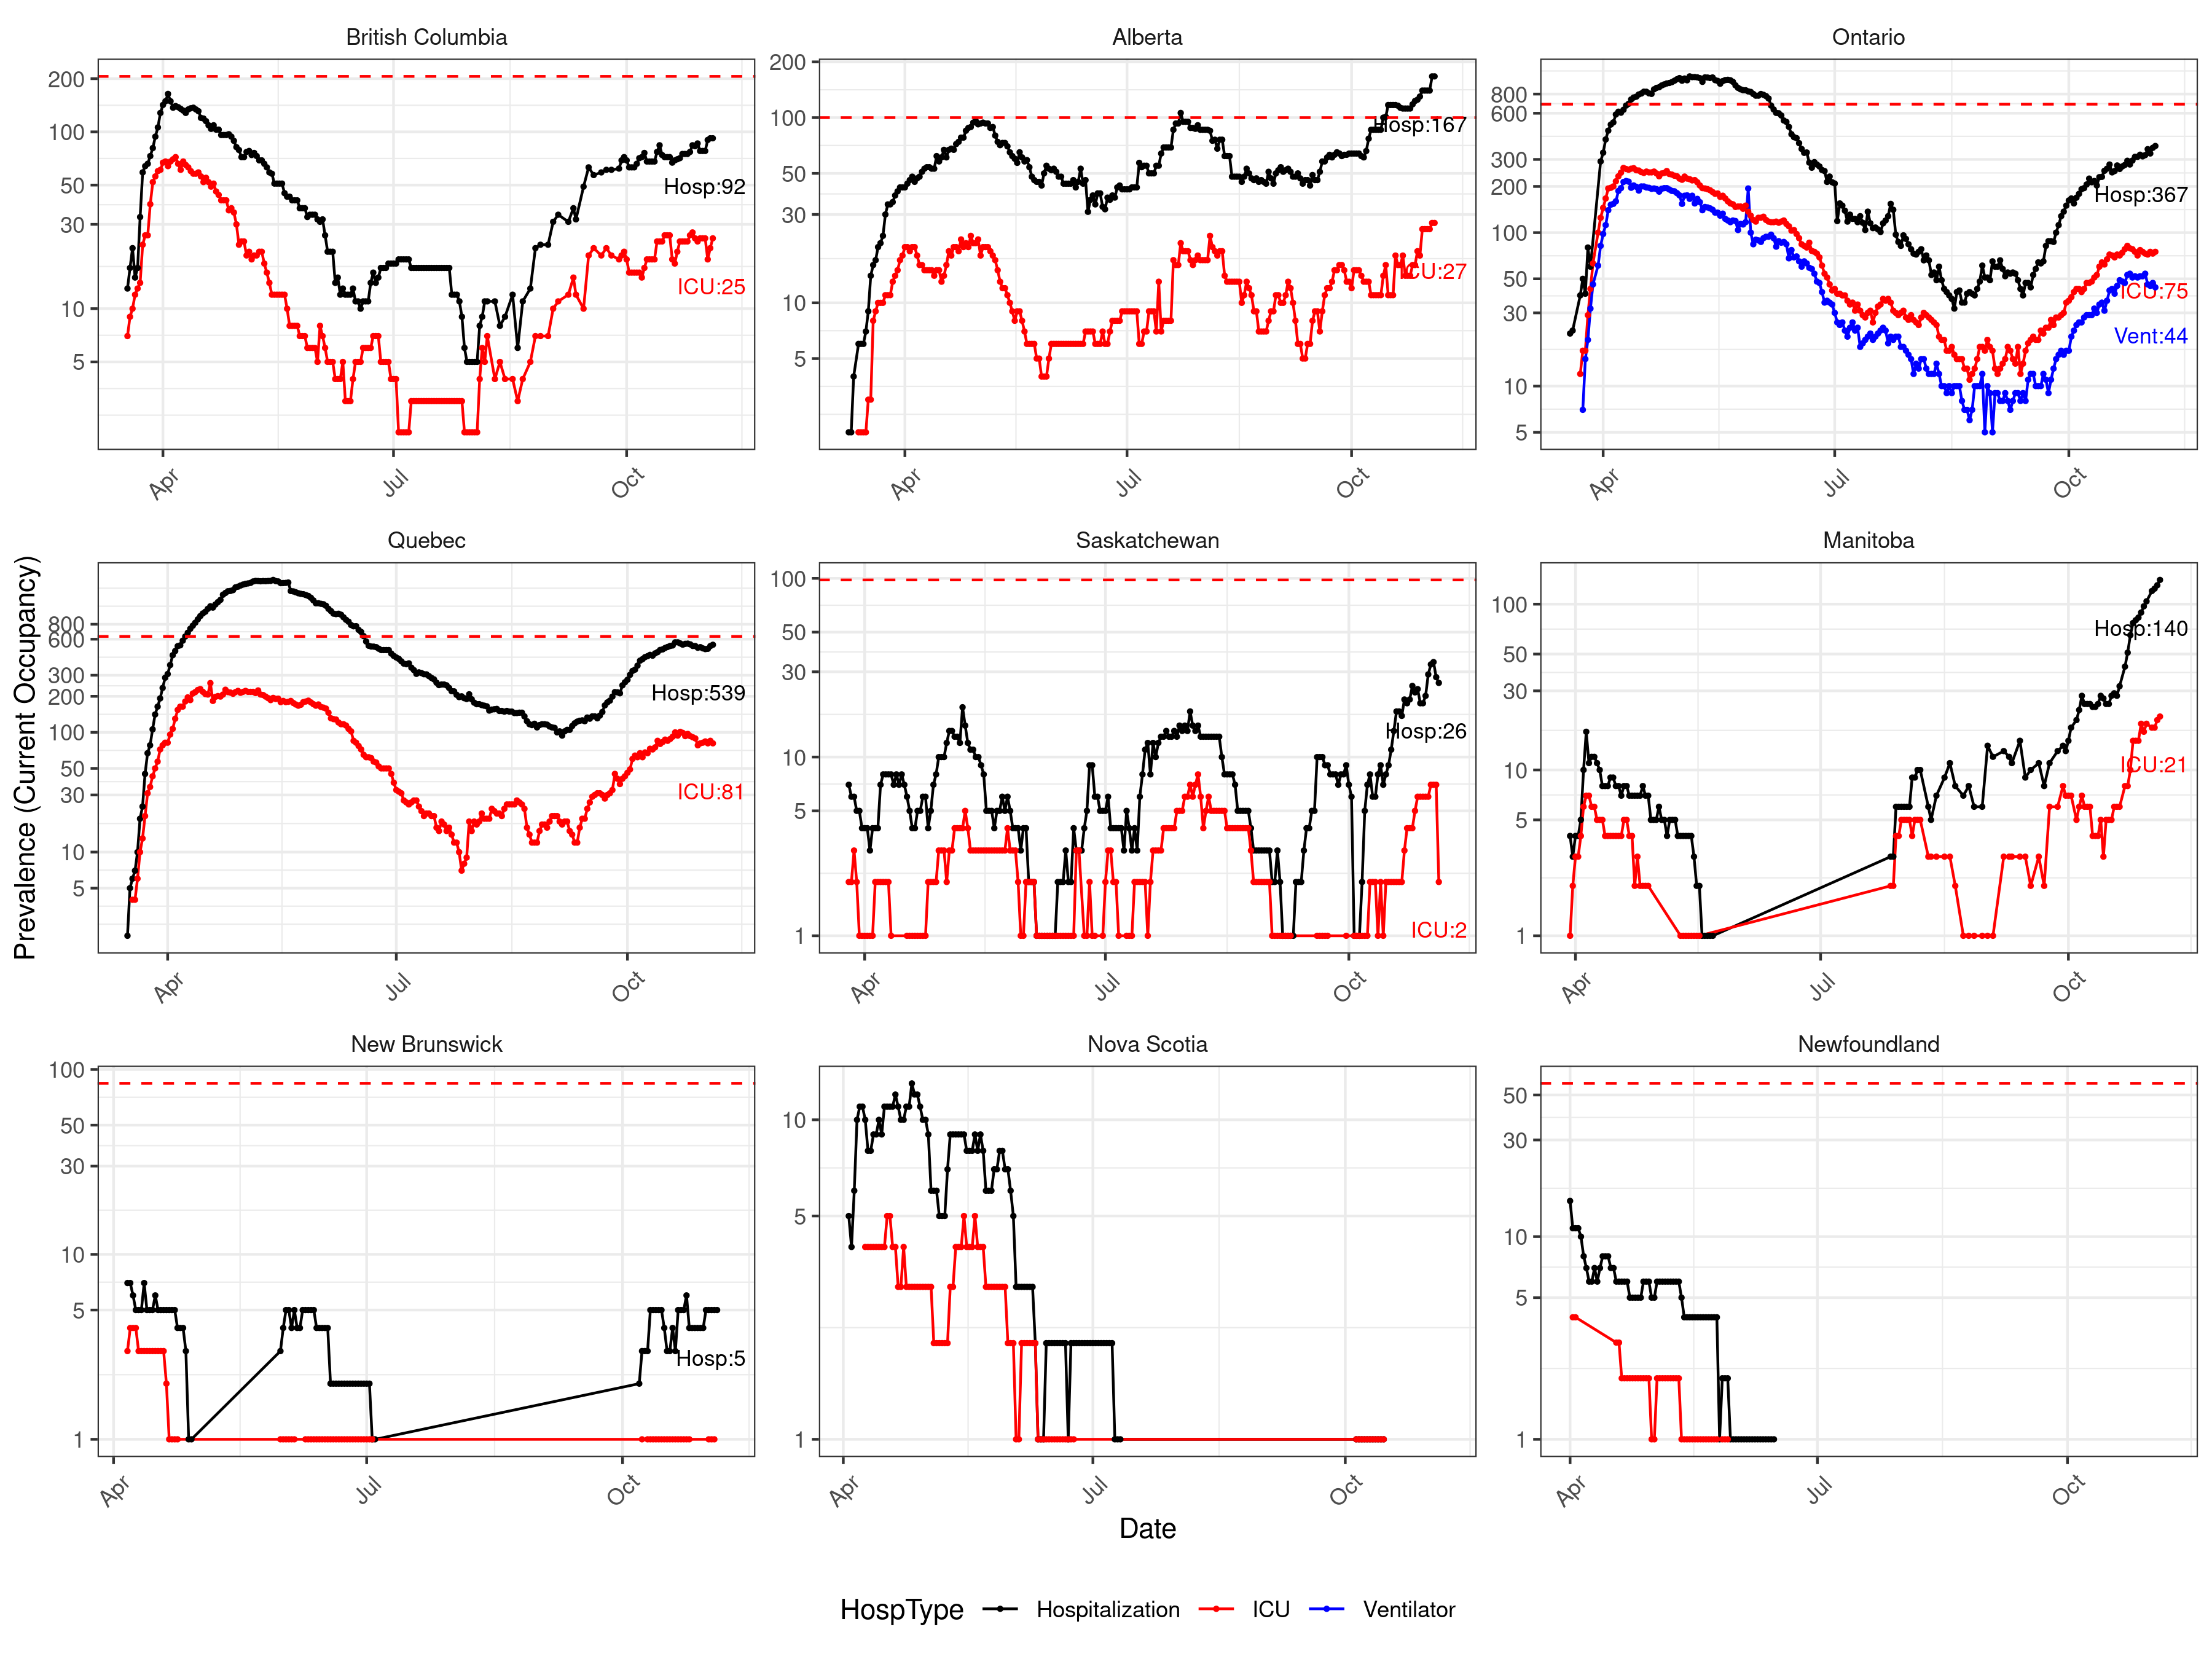 British Columbia
Alberta
Ontario
200
100
50
30
10
5
Hosp:92
ICU:25
Apr
Jul
Oct
200
100
50
30
10
5
Hosp:167
ICU:27
Apr
Jul
Oct
800
600
300
200
100
50
30
10
5
Hosp:367
ICU:75
Vent:44
Apr
Jul
Oct
Prevalence (Current Occupancy)
Quebec
Saskatchewan
Manitoba
800
600
300
200
100
50
30
10
5
Hosp:539
ICU:81
Apr
Jul
Oct
100
50
30
10
5
1
Hosp:26
ICU:2
Apr
Jul
Oct
100
50
30
10
5
1
Hosp:140
ICU:21
Apr
Jul
Oct
New Brunswick
Nova Scotia
Newfoundland
100
50
30
10
5
1
Hosp:5
Apr
Jul
Oct
10
5
1
Apr
Jul
Oct
50
30
10
5
1
Apr
Jul
Oct
Date
HospType Hospitalization ICU Ventilator